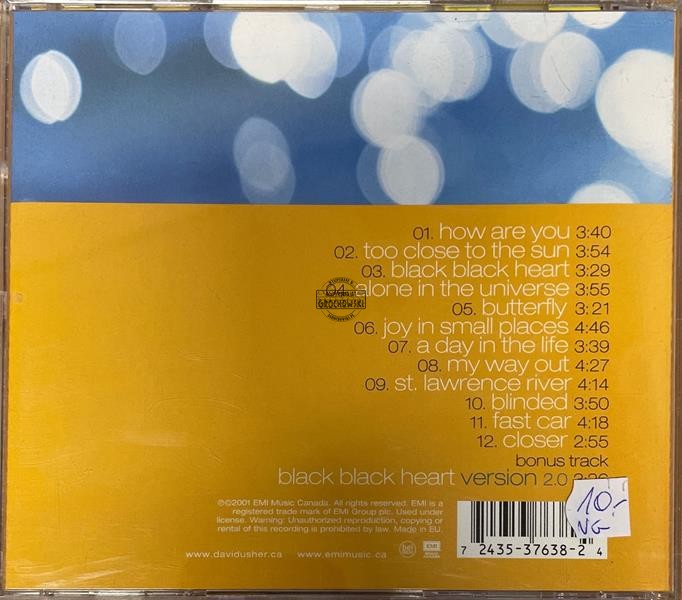 01. how are you 3:40
02. too close to the sun 3:54
03. black black heart 3:29
04. alone in the universe 3:55
GROCHOWSKI
05. butterfly 3:21
06. joy in small places 4:46
07. a day in the life 3:39
08. my way out 4:27
09. st. lawrence river 4:14
10. blinded 3:50
11. fast car 4:18
12. closer 2:55
bonus track
black black heart version 2.0
10,-
NG
℗©2001 EMI Music Canada. All rights reserved. EMI is a
registered trade mark of EMI Group plc. Used under
license. Warning: Unauthorized reproduction, copying or
rental of this recording is prohibited by law. Made in EU.
www.davidusher.ca www.emimusic.ca
EMI
7 2435-37638-2 4